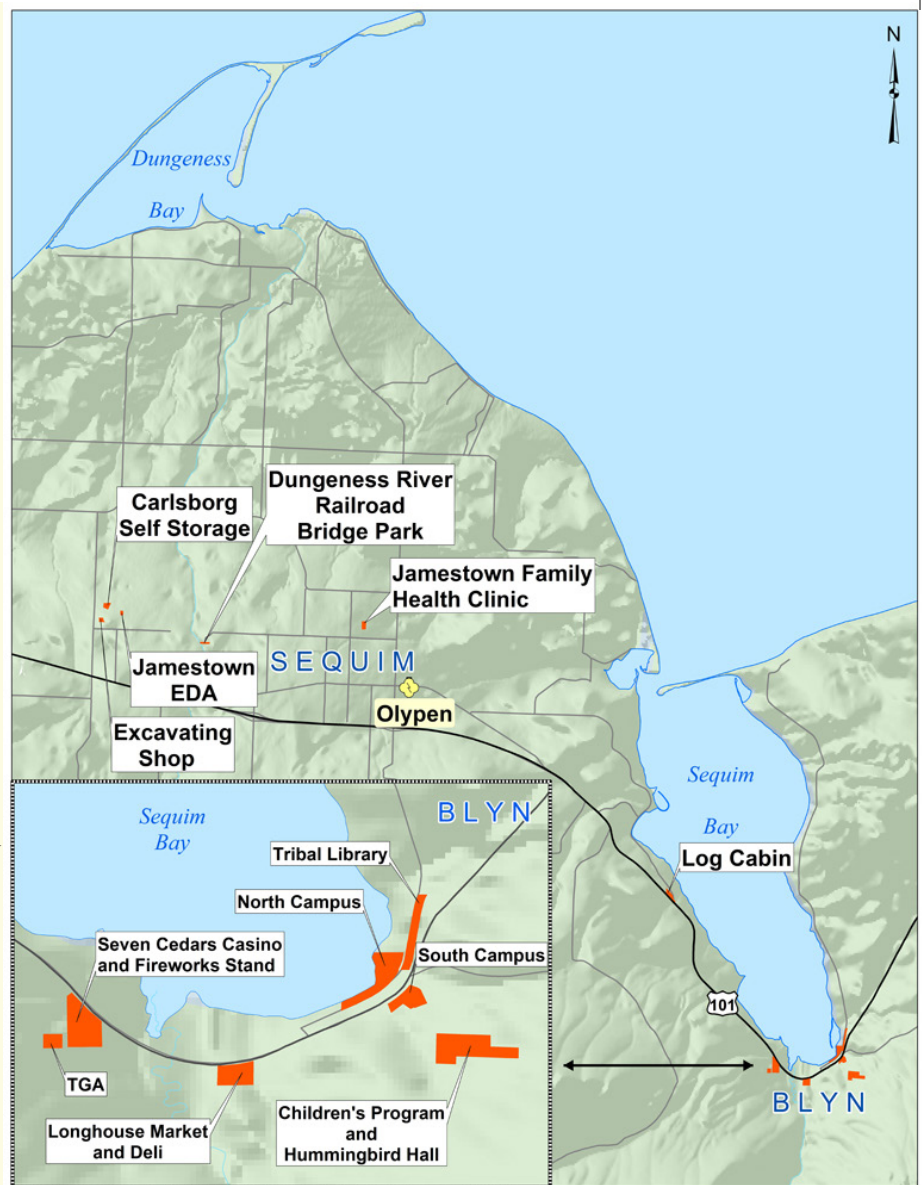 N
Dungeness
Bay
Carlsborg
Self Storage
Dungeness River
Railroad
Bridge Park
Jamestown Family
Health Clinic
Jamestown
EDA
SEQUIM
Olypen
Excavating
Shop
Sequim
Bay
Log Cabin
101
BLYN
Sequim
Bay
BLYN
Tribal Library
North Campus
Seven Cedars Casino
and Fireworks Stand
South Campus
TGA
Longhouse Market
and Deli
Children's Program
and
Hummingbird Hall